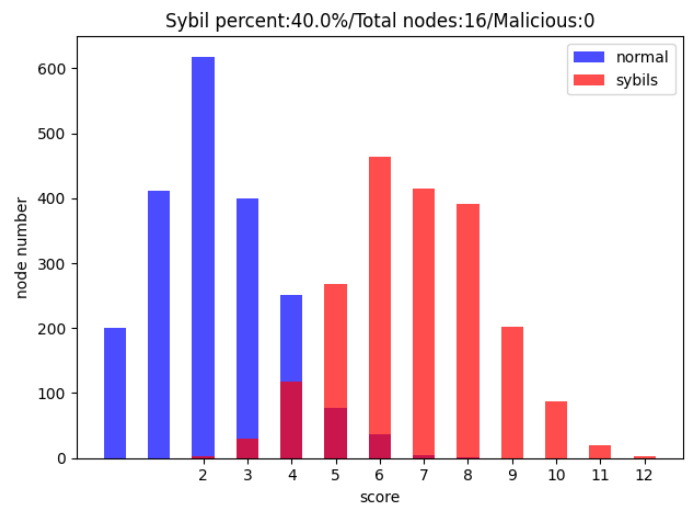 Sybil percent:40.0%/Total nodes:16/Malicious:0
normal
sybils
600
500
400
300
200
100
0
node number
2 3 4 5 6 7 8 9 10 11 12
score